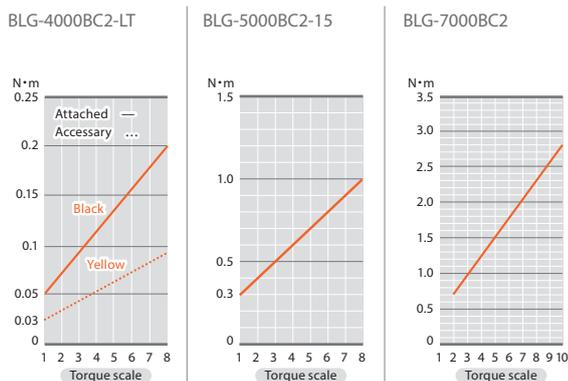 BLG-4000BC2-LT
N•m
0.25
0.2
0.15
0.1
0.05
0.03
0
Attached —
Accessary ...
Black
Yellow
1 2 3 4 5 6 7 8
Torque scale
BLG-5000BC2-15
N•m
1.5
1.0
0.5
0.3
0
1 2 3 4 5 6 7 8
Torque scale
BLG-7000BC2
N•m
3.5
3.0
2.5
2.0
1.5
1.0
0.5
0
1 2 3 4 5 6 7 8 9 10
Torque scale